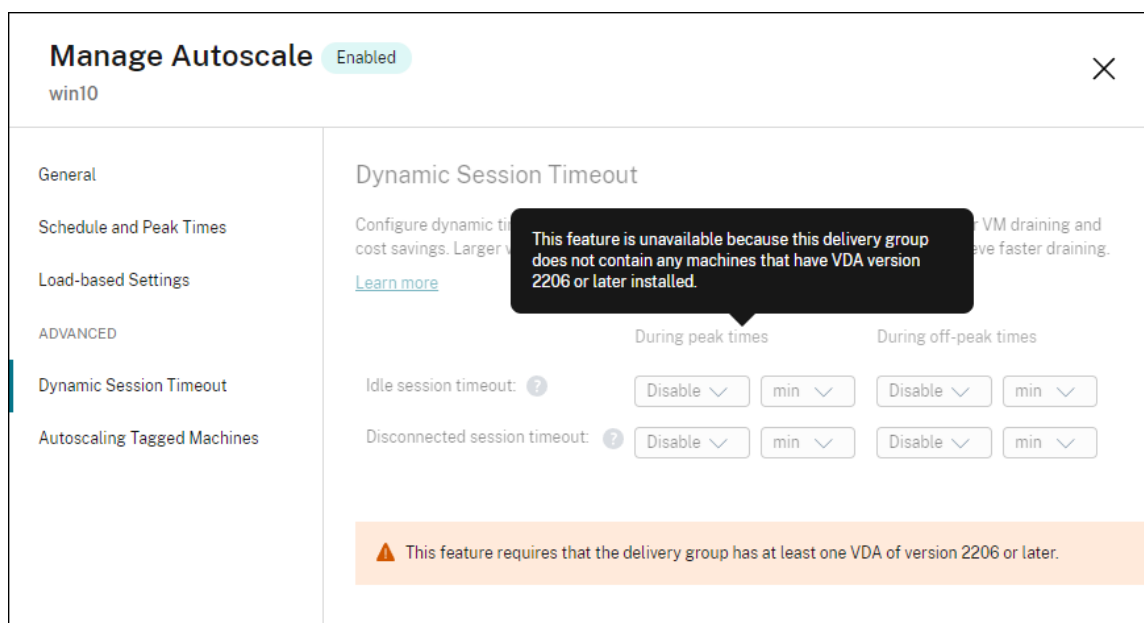 Manage Autoscale Enabled
win10
General
Schedule and Peak Times
Load-based Settings
ADVANCED
Dynamic Session Timeout
Autoscaling Tagged Machines
Dynamic Session Timeout
Configure dynamic VM draining and
cost savings. Larger faster draining.
Learn more
This feature is unavailable because this delivery group
does not contain any machines that have VDA version
2206 or later installed.
During peak times During off-peak times
Idle session timeout: ? Disable min Disable min
Disconnected session timeout: ? Disable min Disable min
This feature requires that the delivery group has at least one VDA of version 2206 or later.